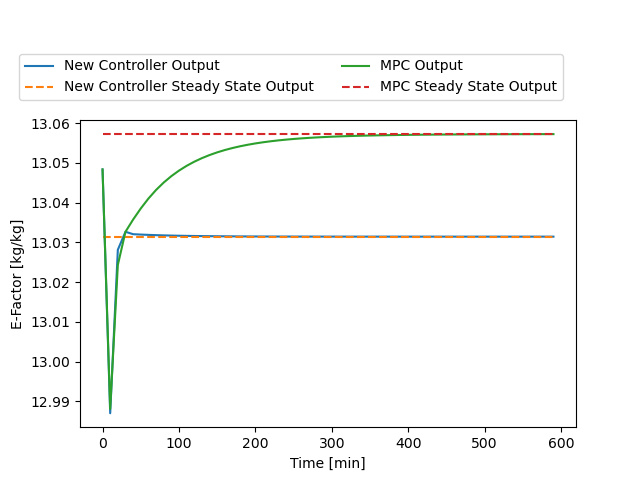 New Controller Output
New Controller Steady State Output
MPC Output
MPC Steady State Output
13.06
13.05
13.04
13.03
13.02
13.01
13.00
12.99
E-Factor [kg/kg]
0 100 200 300 400 500 600
Time [min]